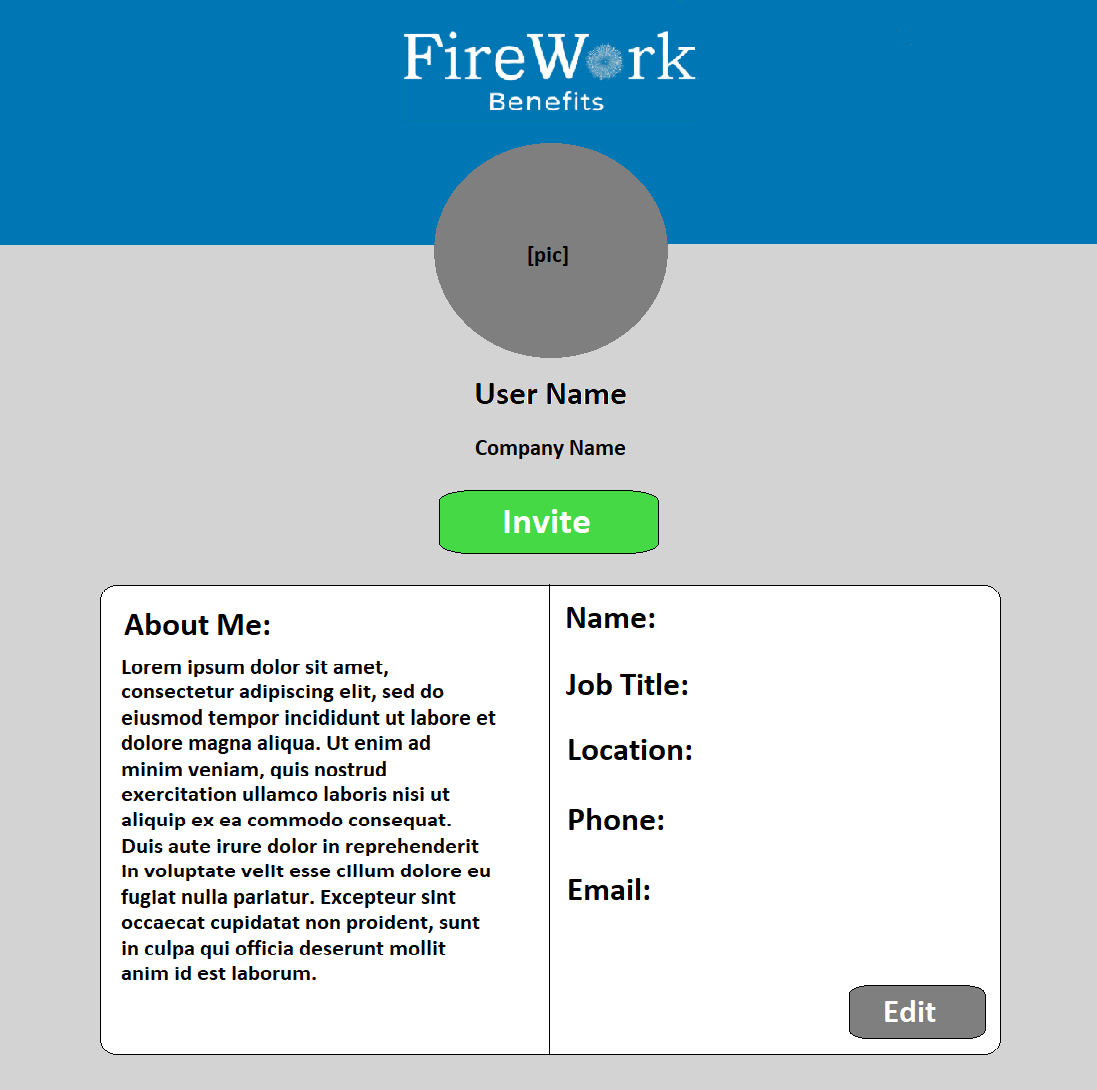 FireWork
Benefits
[pic]
User Name
Company Name
Invite
About Me:
Lorem ipsum dolor sit amet,
consectetur adipiscing elit, sed do
eiusmod tempor incididunt ut labore et
dolore magna aliqua. Ut enim ad
minim veniam, quis nostrud
exercitation ullamco laboris nisi ut
aliquip ex ea commodo consequat.
Duis aute irure dolor in reprehenderit
in voluptate velit esse cillum dolore eu
fugiat nulla pariatur. Excepteur sint
occaecat cupidatat non proident, sunt
in culpa qui officia deserunt mollit
anim id est laborum.
Name:
Job Title:
Location:
Phone:
Email:
Edit